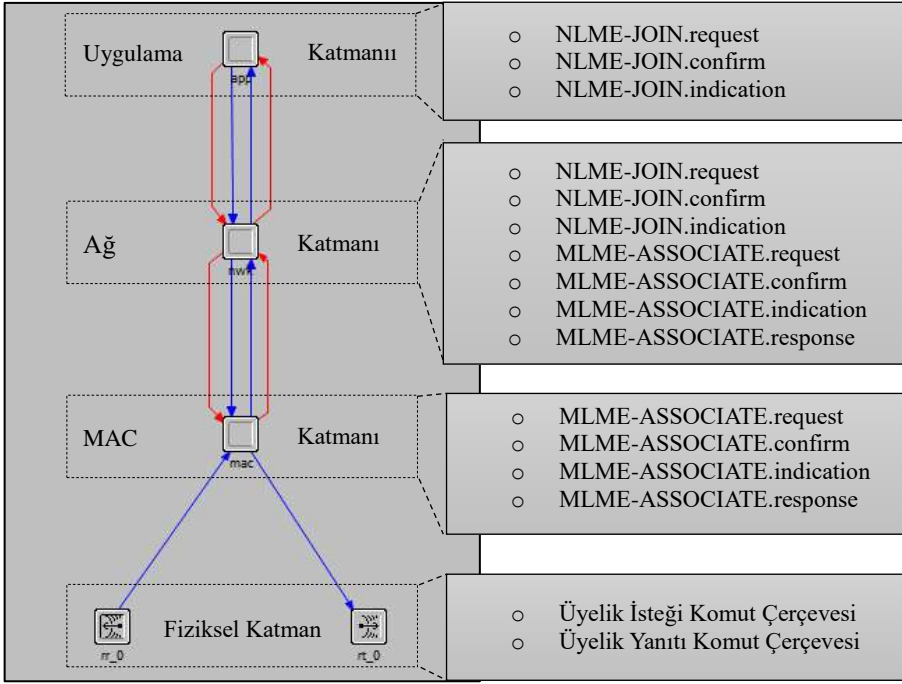 Uygulama Katmanıı
app
○ NLME-JOIN.request
○ NLME-JOIN.confirm
○ NLME-JOIN.indication
Ağ Katmanı
nwk
○ NLME-JOIN.request
○ NLME-JOIN.confirm
○ NLME-JOIN.indication
○ MLME-ASSOCIATE.request
○ MLME-ASSOCIATE.confirm
○ MLME-ASSOCIATE.indication
○ MLME-ASSOCIATE.response
MAC Katmanı
mac
○ MLME-ASSOCIATE.request
○ MLME-ASSOCIATE.confirm
○ MLME-ASSOCIATE.indication
○ MLME-ASSOCIATE.response
Fiziksel Katman
rr_0
rt_0
○ Üyelik İsteği Komut Çerçevesi
○ Üyelik Yanıtı Komut Çerçevesi